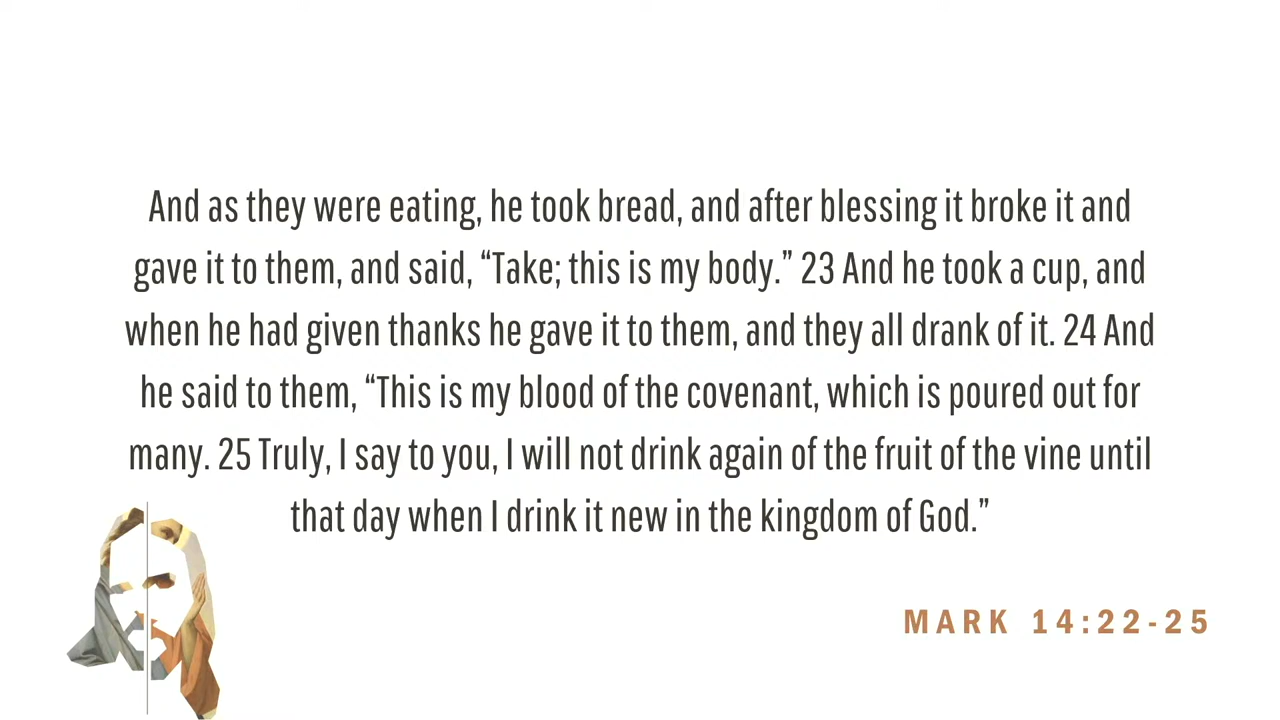 And as they were eating, he took bread, and after blessing it broke it and
gave it to them, and said, “Take; this is my body.” 23 And he took a cup, and
when he had given thanks he gave it to them, and they all drank of it. 24 And
he said to them, “This is my blood of the covenant, which is poured out for
many. 25 Truly, I say to you, I will not drink again of the fruit of the vine until
that day when I drink it new in the kingdom of God.”
MARK 14:22-25